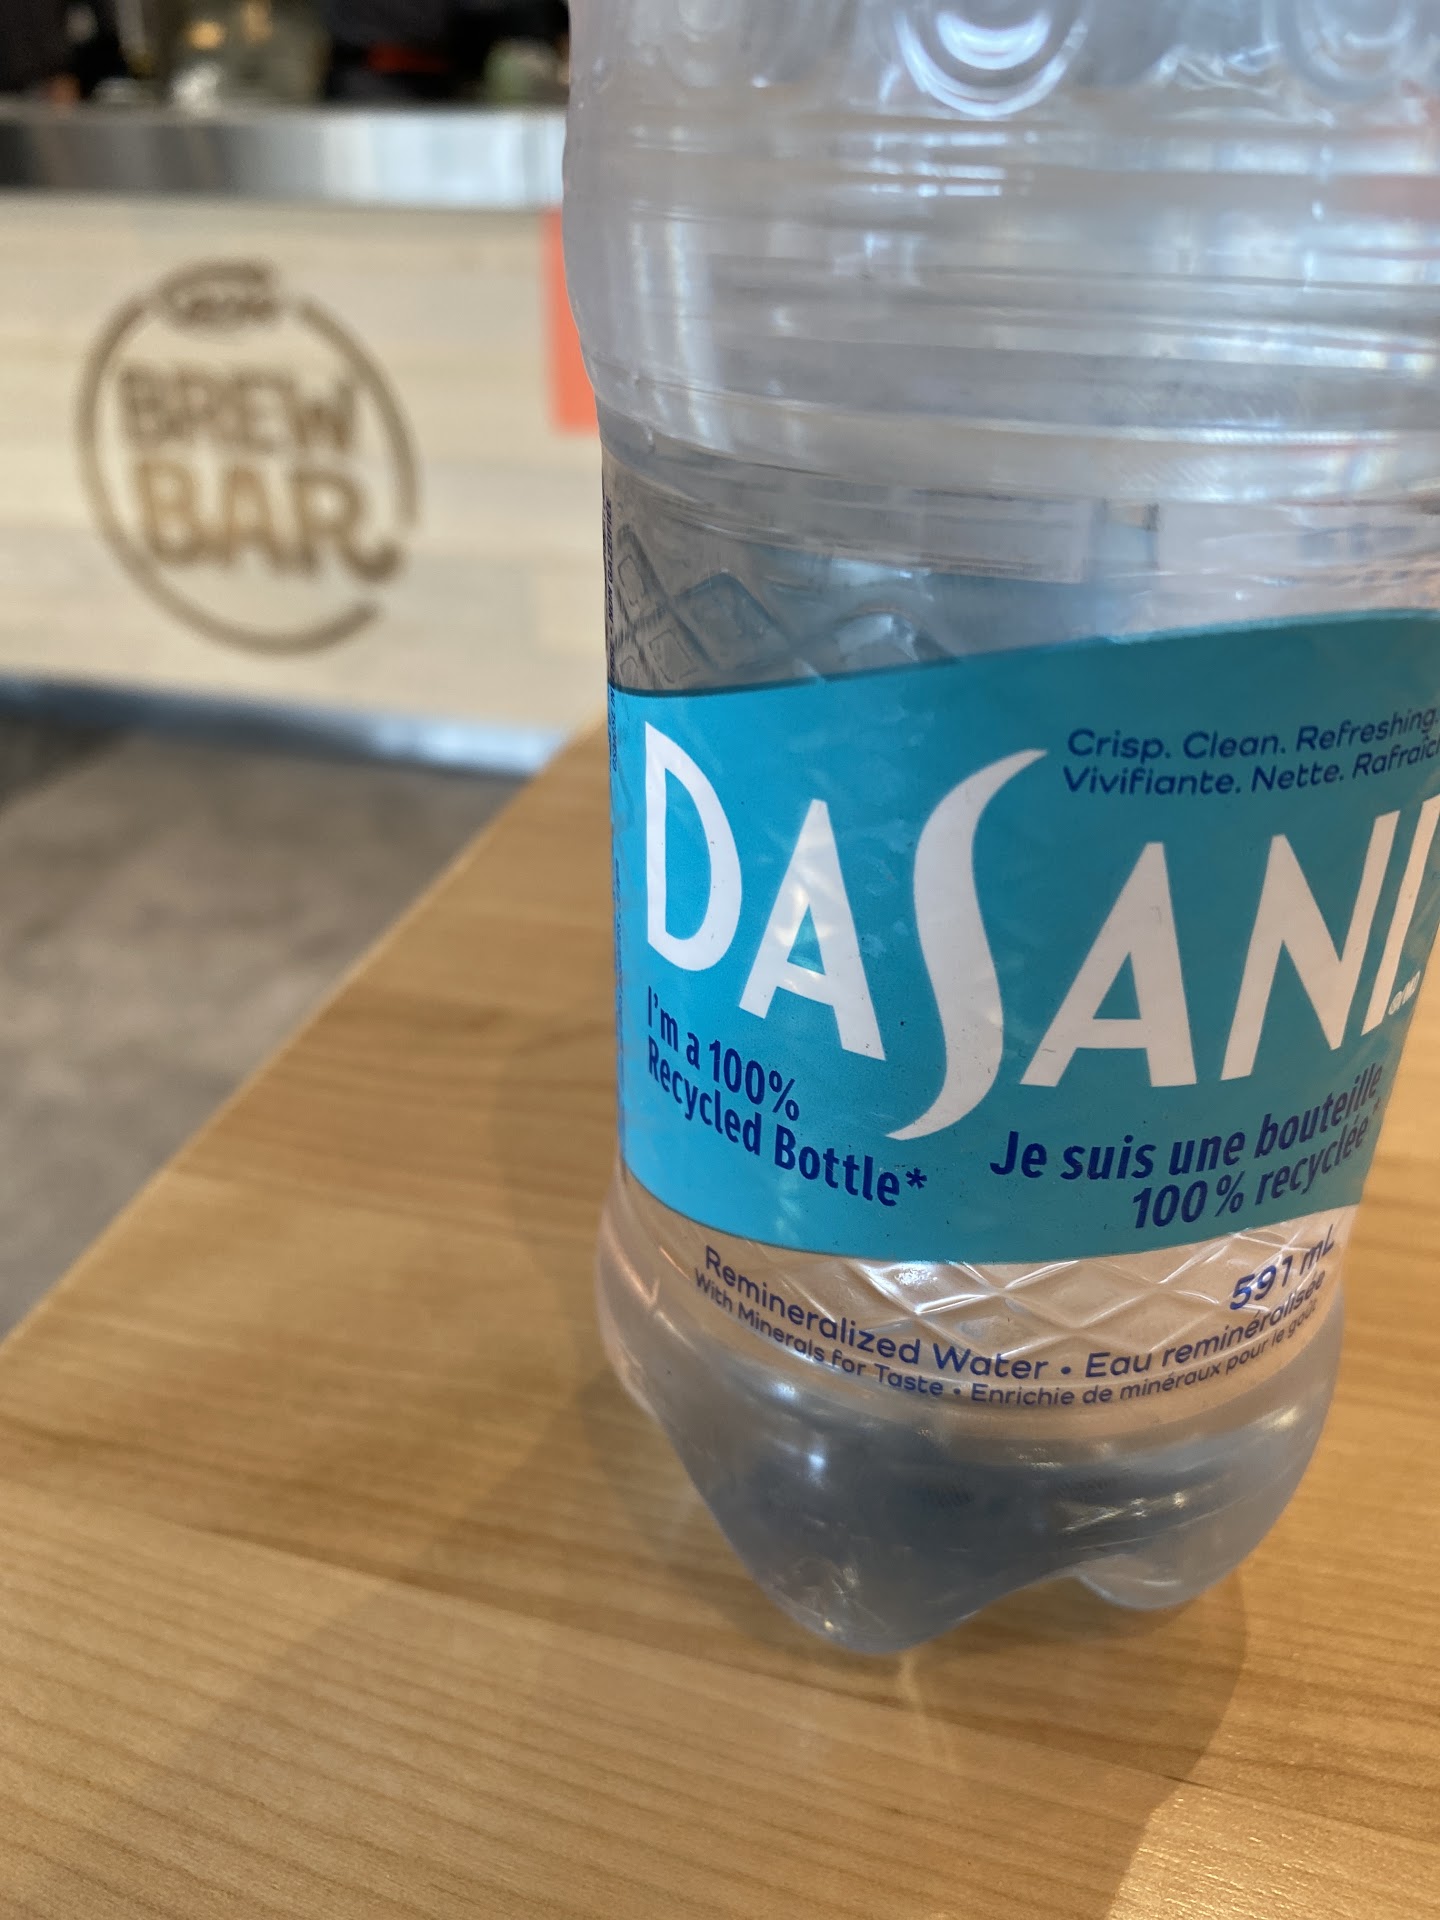 BREW
BAR
Crisp. Clean. Refreshing.
Vivifiante. Nette.
DASANI
I'm a 100%
Recycled Bottle*
Je suis une bouteille
100% recyclée*
591 mL
Remineralized Water • Eau reminéralisée
With Minerals for Taste • Enrichie de minéraux pour le goût